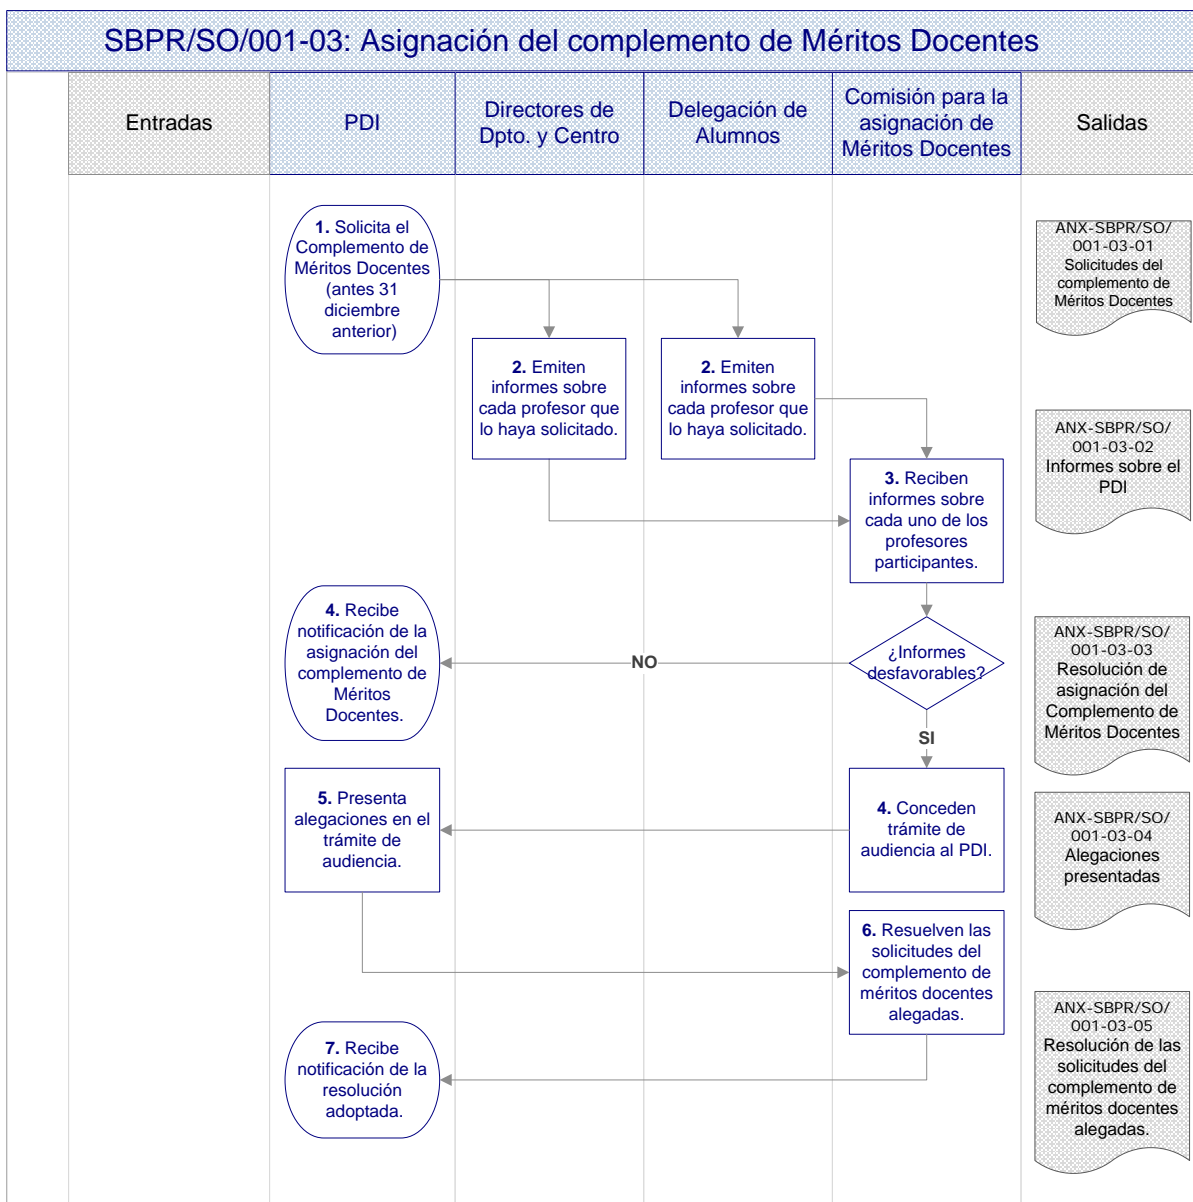 SBPR/SO/001-03: Asignación del complemento de Méritos Docentes
Entradas
PDI
Directores de
Dpto. y Centro
Delegación de
Alumnos
Comisión para la
asignación de
Méritos Docentes
Salidas
1. Solicita el
Complemento de
Méritos Docentes
(antes 31
diciembre
anterior)
ANX-SBPR/SO/
001-03-01
Solicitudes del
complemento de
Méritos Docentes
2. Emiten
informes sobre
cada profesor que
lo haya solicitado.
2. Emiten
informes sobre
cada profesor que
lo haya solicitado.
ANX-SBPR/SO/
001-03-02
Informes sobre el
PDI
3. Reciben
informes sobre
cada uno de los
profesores
participantes.
4. Recibe
notificación de la
asignación del
complemento de
Méritos
Docentes.
NO
¿Informes
desfavorables?
SI
ANX-SBPR/SO/
001-03-03
Resolución de
asignación del
Complemento de
Méritos Docentes
5. Presenta
alegaciones en el
trámite de
audiencia.
4. Conceden
trámite de
audiencia al PDI.
ANX-SBPR/SO/
001-03-04
Alegaciones
presentadas
6. Resuelven las
solicitudes del
complemento de
méritos docentes
alegadas.
7. Recibe
notificación de la
resolución
adoptada.
ANX-SBPR/SO/
001-03-05
Resolución de las
solicitudes del
complemento de
méritos docentes
alegadas.